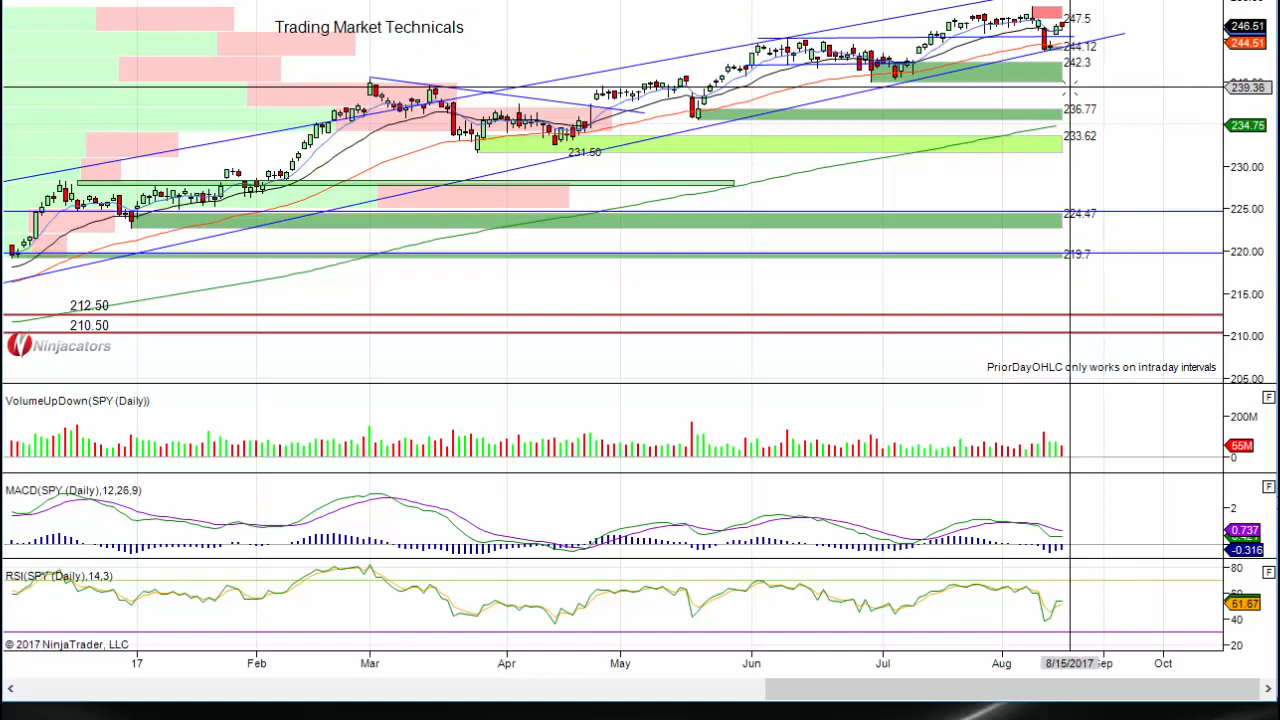 Trading Market Technicals
247.5
246.51
244.51
244.12
242.3
239.36
236.77
234.75
233.62
231.50
230.00
225.00
224.47
220.00
219.7
215.00
212.50
210.50
210.00
Ninjacators
PriorDayOHLC only works on intraday intervals
205.00
VolumeUpDown(SPY (Daily))
F
200M
55M
0
MACD(SPY (Daily),12,26,9)
F
2
0.737
-0.316
RSI(SPY (Daily),14,3)
F
80
51.67
40
20
© 2017 NinjaTrader, LLC
17 Feb Mar Apr May Jun Jul Aug 8/15/2017 Sep Oct